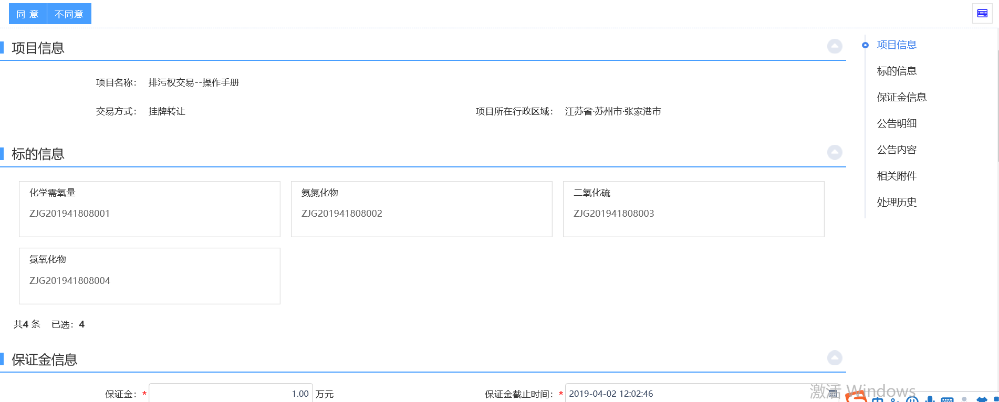 同 意 不同意
项目信息
项目名称： 排污权交易--操作手册
交易方式： 挂牌转让 项目所在行政区域： 江苏省·苏州市·张家港市
标的信息
化学需氧量 氨氮化物 二氧化硫
ZJG201941808001 ZJG201941808002 ZJG201941808003
氮氧化物
ZJG201941808004
共4 条 已选：4
保证金信息
保证金：* 1.00 万元 保证金截止时间：* 2019-04-02 12:02:46
项目信息
标的信息
保证金信息
公告明细
公告内容
相关附件
处理历史
激活 Windows
中